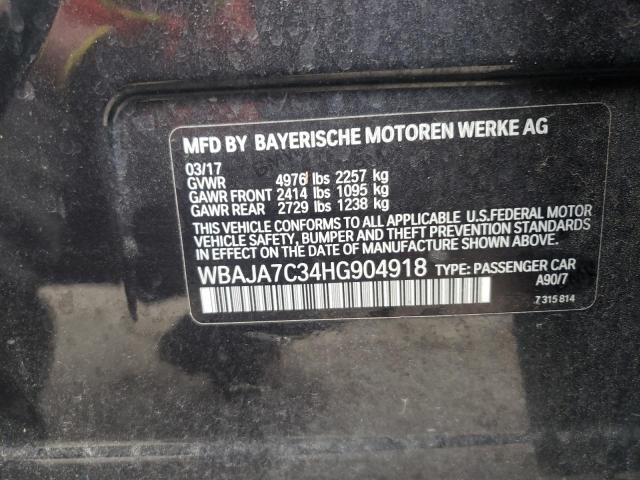 MFD BY BAYERISCHE MOTOREN WERKE AG
03/17
GVWR 4976 lbs 2257 kg
GAWR FRONT 2414 lbs 1095 kg
GAWR REAR 2729 lbs 1238 kg
THIS VEHICLE CONFORMS TO ALL APPLICABLE U.S.FEDERAL MOTOR
VEHICLE SAFETY, BUMPER AND THEFT PREVENTION STANDARDS
IN EFFECT ON THE DATE OF MANUFACTURE SHOWN ABOVE.
WBAJA7C34HG904918 TYPE: PASSENGER CAR
A90/7
7 315 814